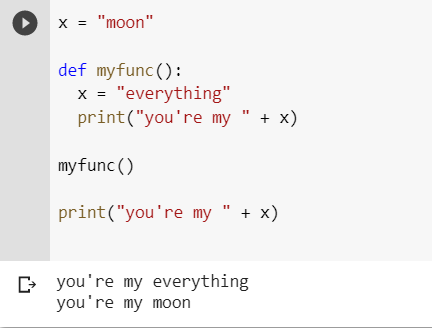 x = "moon"
def myfunc():
  x = "everything"
  print("you're my " + x)
myfunc()
print("you're my " + x)
you're my everything
you're my moon